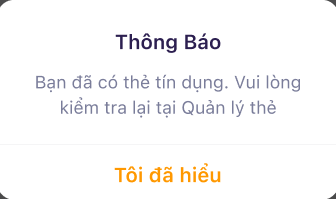 Thông Báo
Bạn đã có thẻ tín dụng. Vui lòng
kiểm tra lại tại Quản lý thẻ
Tôi đã hiểu